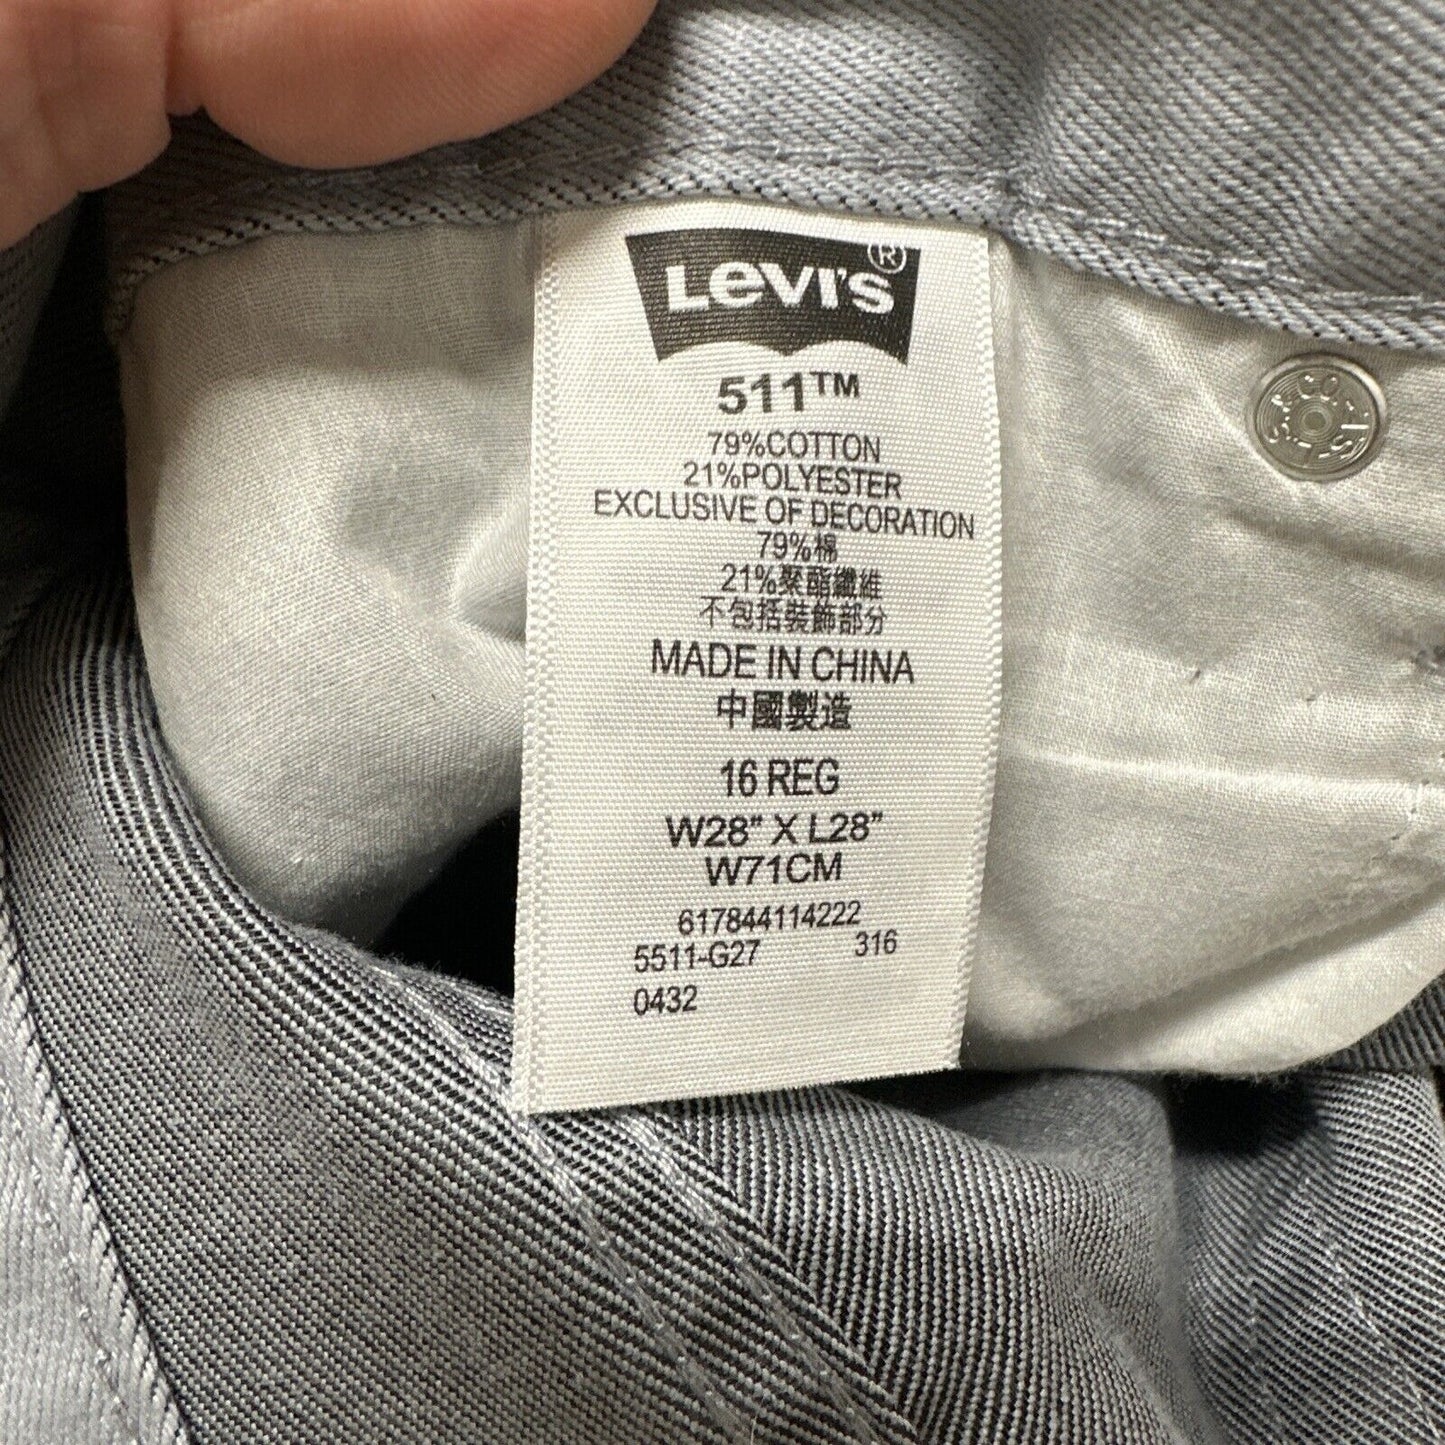 Levi's®
511™
79%COTTON
21%POLYESTER
EXCLUSIVE OF DECORATION
79%棉
21%聚酯纖維
不包括裝飾部分
MADE IN CHINA
中國製造
16 REG
W28" X L28"
W71CM
617844114222
5511-G27 316
0432
L.S.&CO-